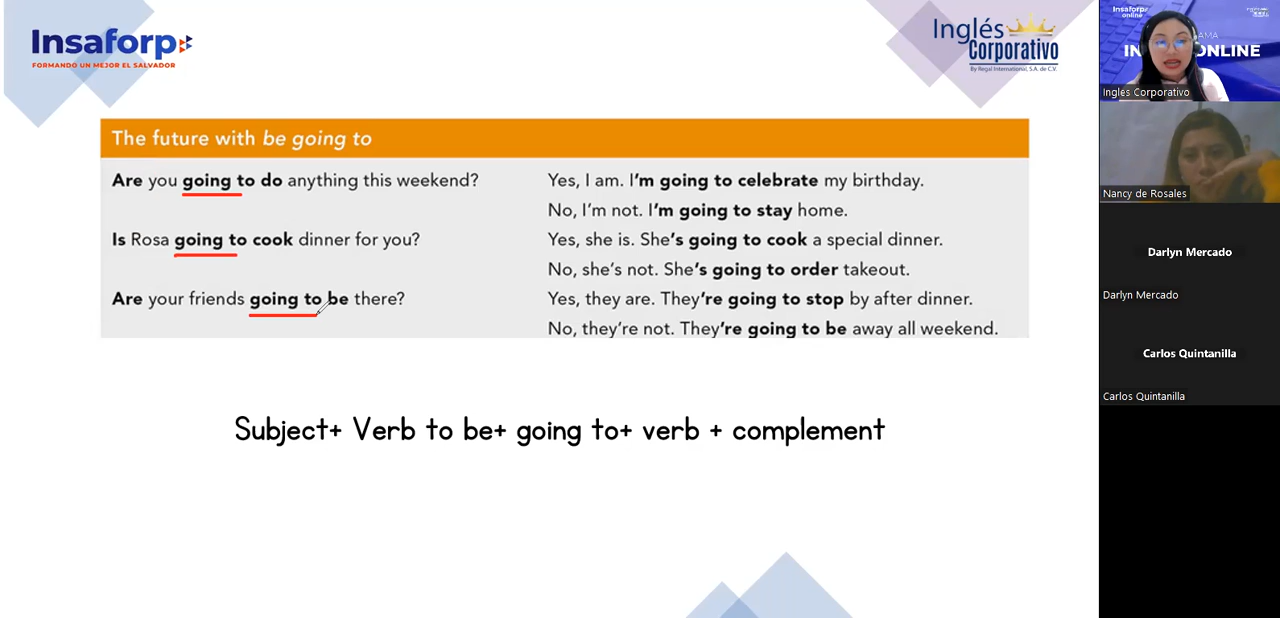 Insaforp
FORMANDO UN MEJOR EL SALVADOR
Inglés
Corporativo
By Regal International, S.A. de C.V.
The future with be going to
Are you going to do anything this weekend?
Yes, I am. I'm going to celebrate my birthday.
No, I'm not. I'm going to stay home.
Is Rosa going to cook dinner for you?
Yes, she is. She's going to cook a special dinner.
No, she's not. She's going to order takeout.
Are your friends going to be there?
Yes, they are. They're going to stop by after dinner.
No, they're not. They're going to be away all weekend.
Subject+ Verb to be+ going to+ verb + complement
Insaforp
online
AMA
IN ONLINE
Ingles Corporativo
Nancy de Rosales
Darlyn Mercado
Darlyn Mercado
Carlos Quintanilla
Carlos Quintanilla